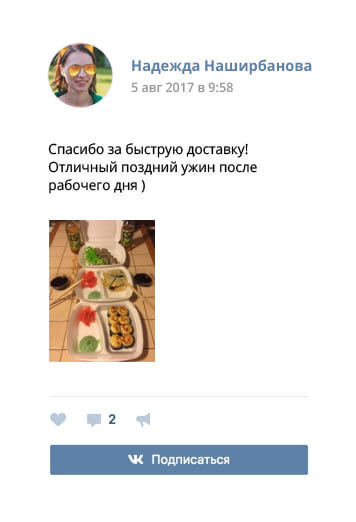 Надежда Наширбанова
5 авг 2017 в 9:58
Спасибо за быструю доставку!
Отличный поздний ужин после
рабочего дня )
2
Подписаться